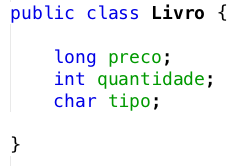 public class Livro {
long preco;
int quantidade;
char tipo;
}